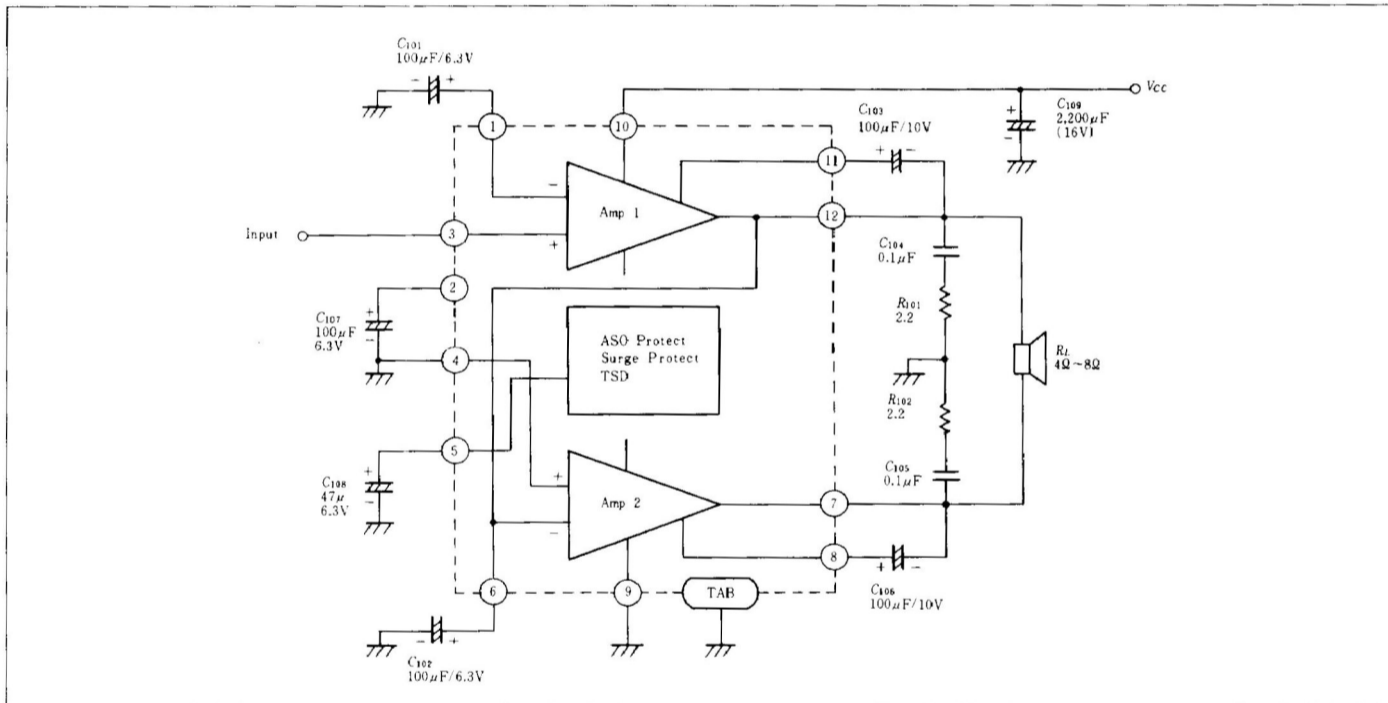 C101
100μF/6.3V
− +
1
10
VCC
C103
100μF/10V
+ −
+
−
C109
2,200μF
(16V)
11
−
Amp 1
12
Input
3
+
C104
0.1μF
2
C107
100μF
6.3V
+
−
R101
2.2
ASO Protect
Surge Protect
TSD
4
RL
4Ω~8Ω
R102
2.2
5
C108
47μ
6.3V
+
−
+
Amp 2
−
C105
0.1μF
7
8
+ −
C106
100μF/10V
6
9
TAB
− +
C102
100μF/6.3V